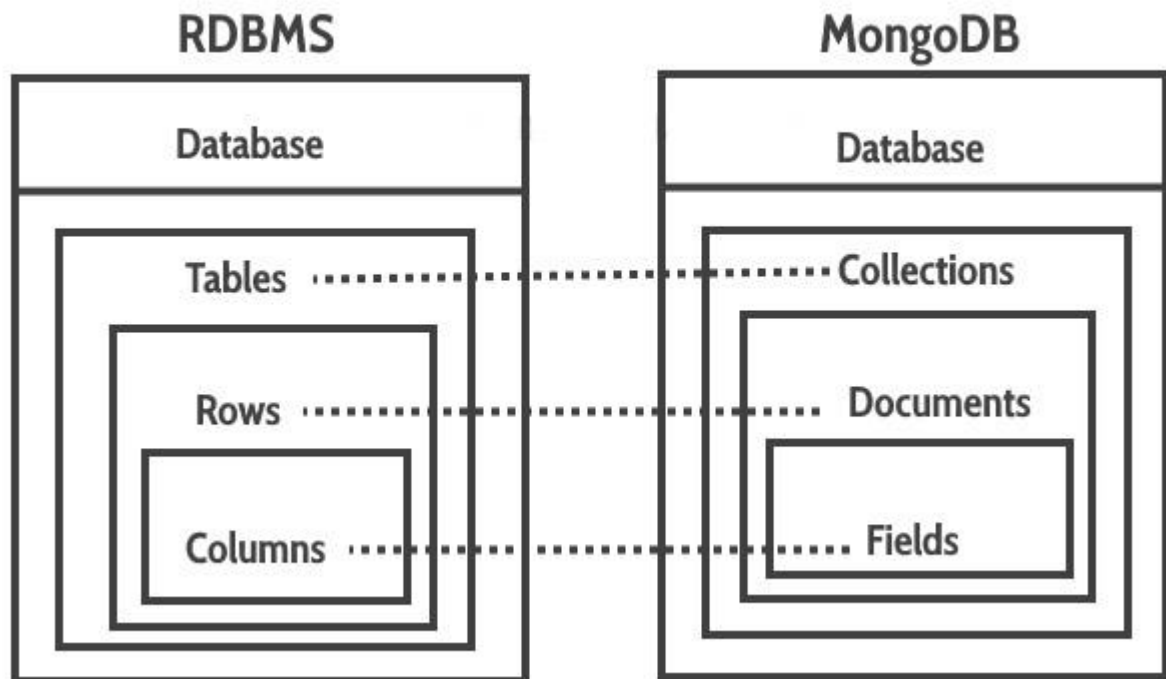 RDBMS
MongoDB
Database
Database
Tables
Collections
Rows
Documents
Columns
Fields